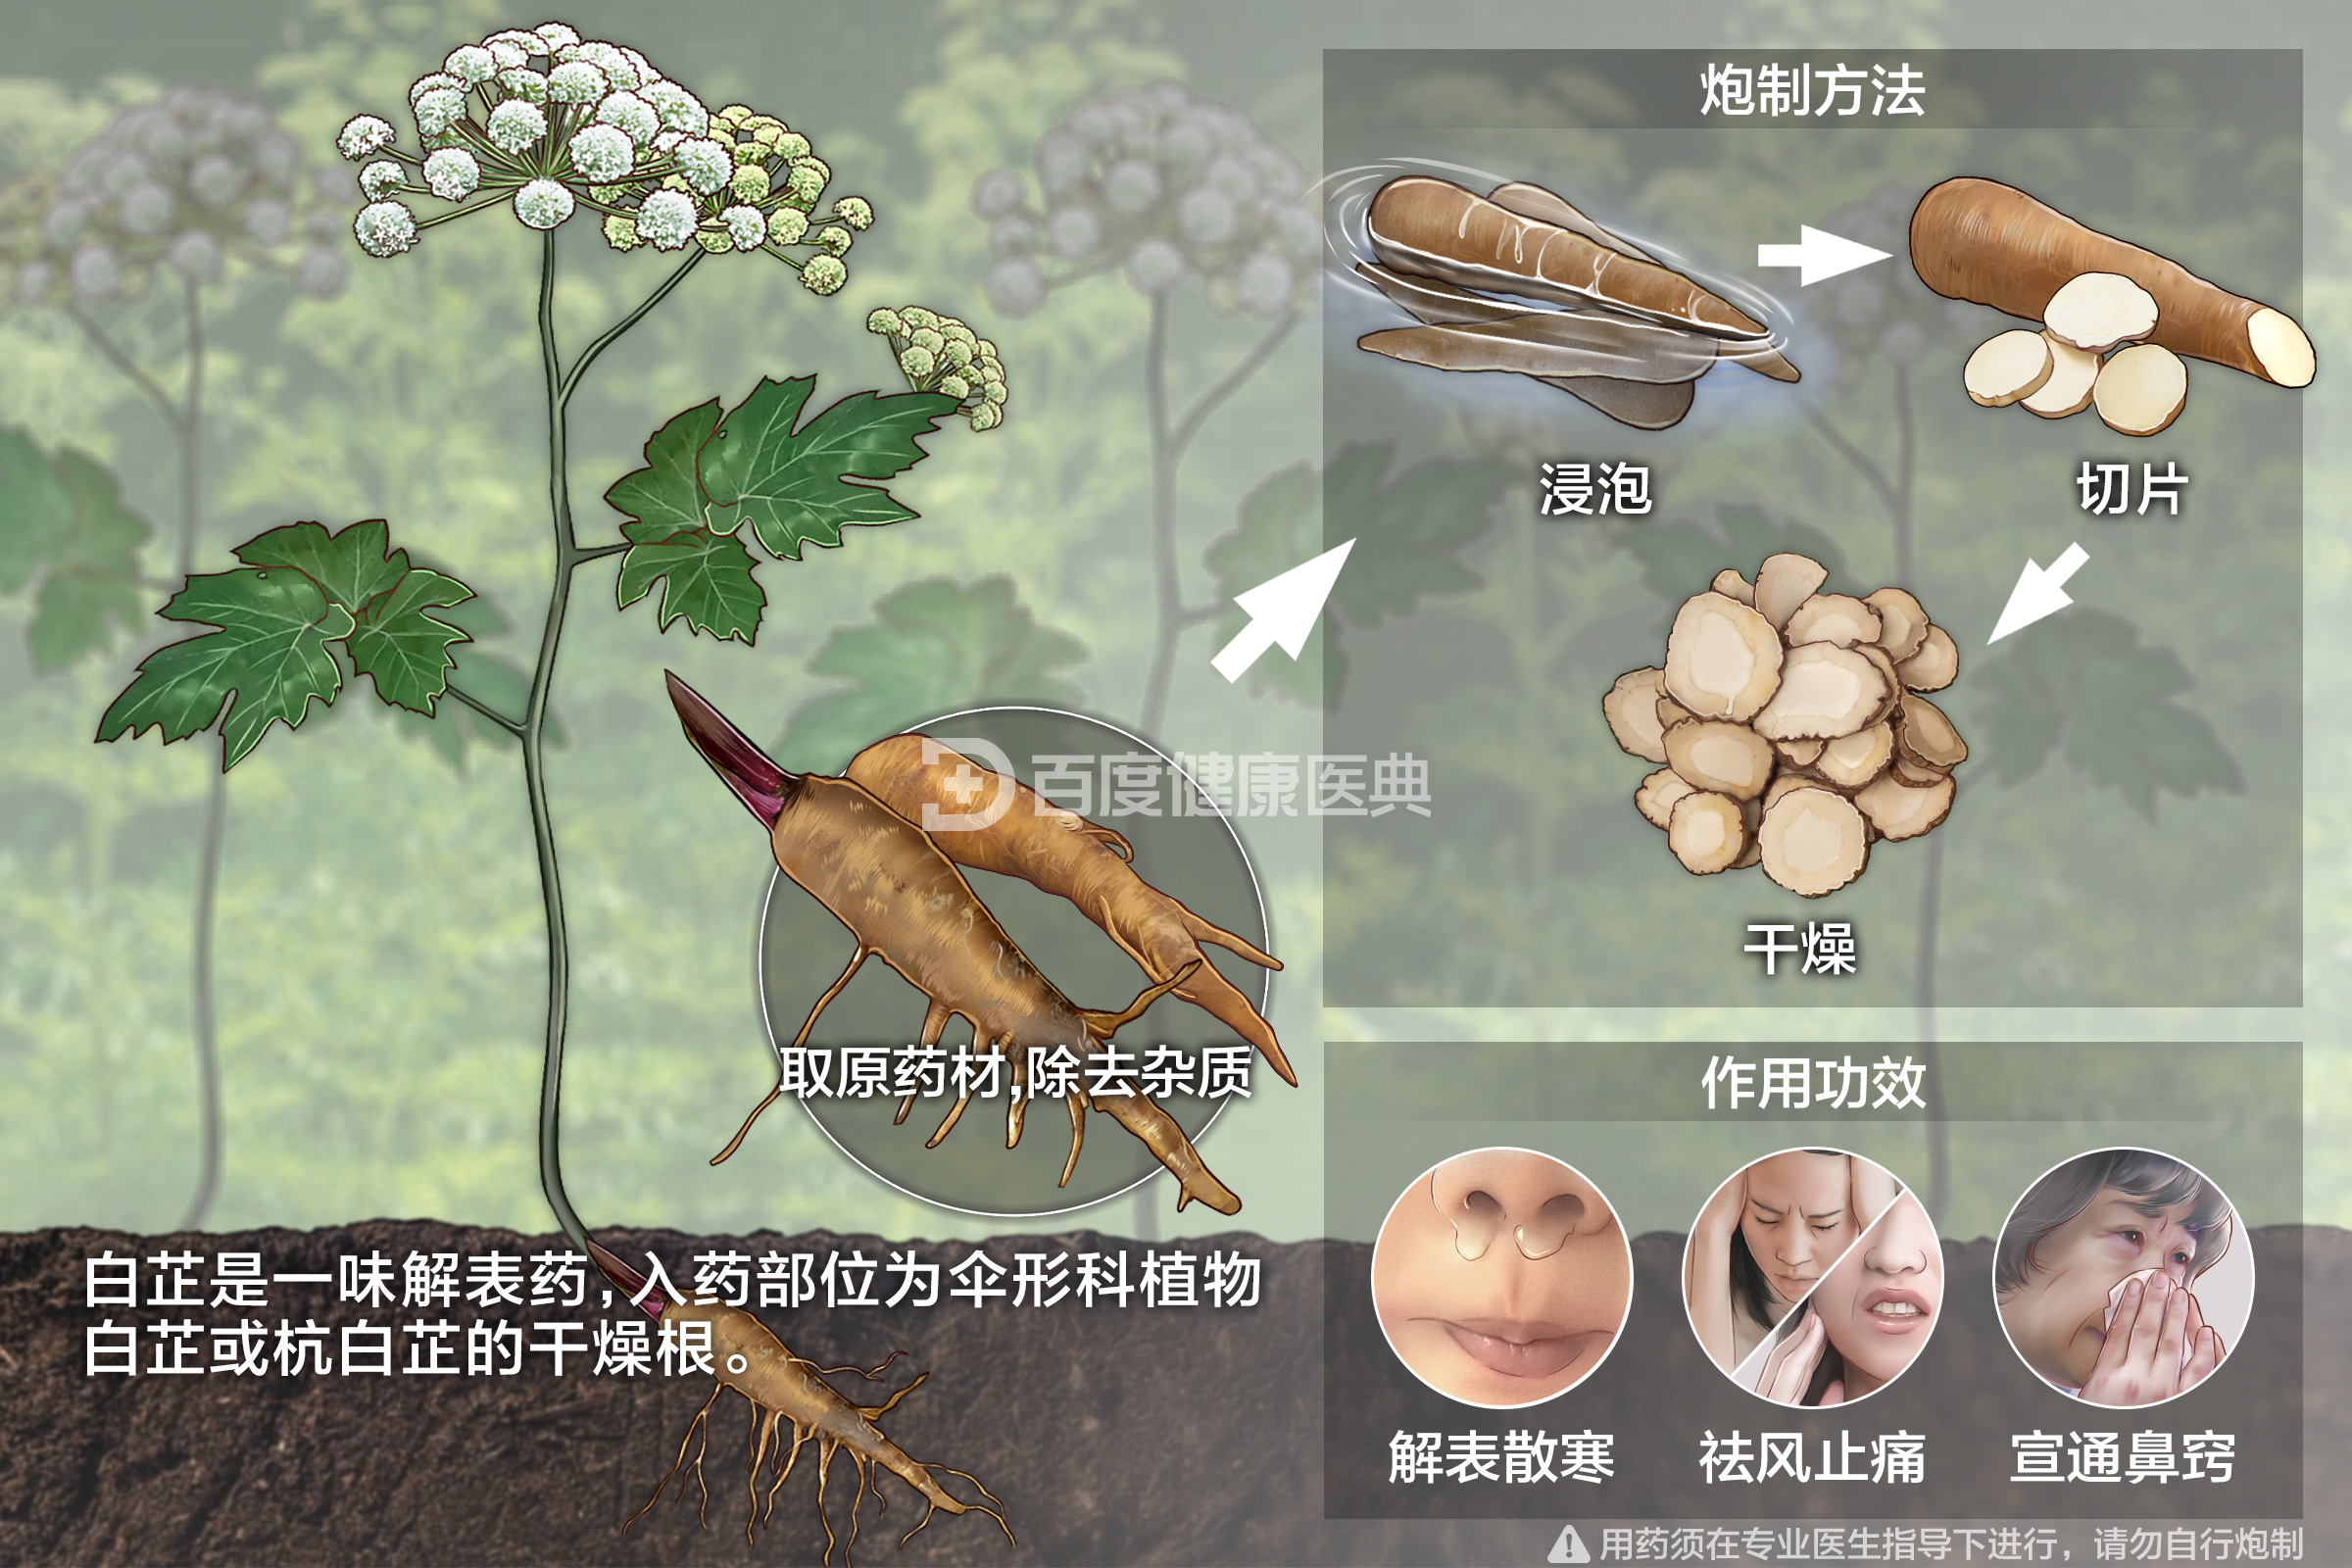 炮制方法
浸泡
切片
干燥
百度健康医典
取原药材,除去杂质
白芷是一味解表药,入药部位为伞形科植物
白芷或杭白芷的干燥根。
作用功效
解表散寒
祛风止痛
宣通鼻窍
用药须在专业医生指导下进行，请勿自行炮制